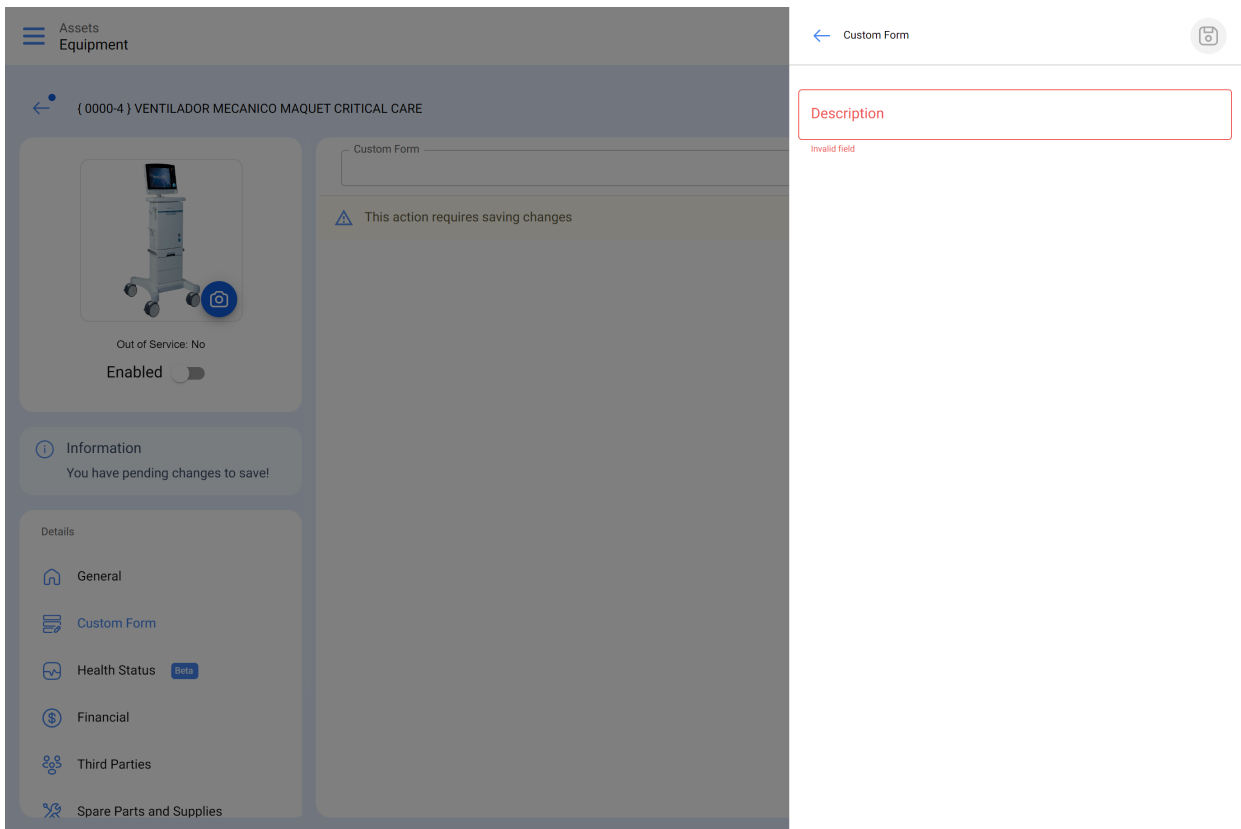 Assets
Equipment
{ 0000-4 } VENTILADOR MECANICO MAQUET CRITICAL CARE
Out of Service: No
Enabled
Information
You have pending changes to save!
Details
General
Custom Form
Health Status Beta
Financial
Third Parties
Spare Parts and Supplies
Custom Form
This action requires saving changes
Custom Form
Description
Invalid field